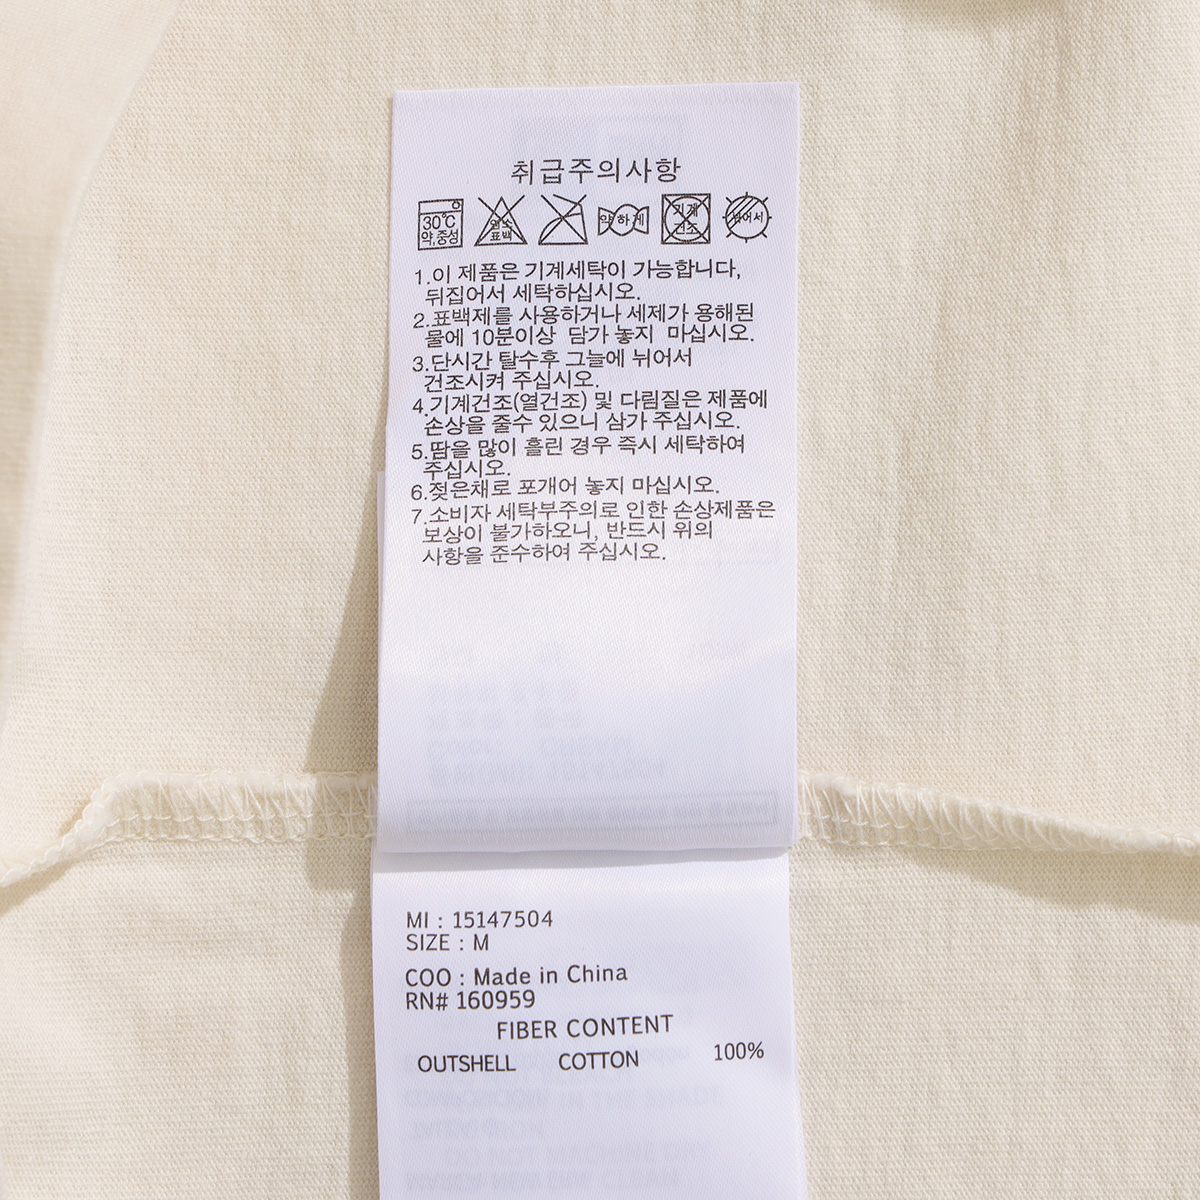 취급주의사항
30℃
약,중성
염소
표백
약하게
기계
건조
뉘어서
1.이 제품은 기계세탁이 가능합니다,
뒤집어서 세탁하십시오.
2.표백제를 사용하거나 세제가 용해된
물에 10분이상 담가 놓지 마십시오.
3.단시간 탈수후 그늘에 뉘어서
건조시켜 주십시오.
4.기계건조(열건조) 및 다림질은 제품에
손상을 줄수 있으니 삼가 주십시오.
5.땀을 많이 흘린 경우 즉시 세탁하여
주십시오.
6.젖은채로 포개어 놓지 마십시오.
7.소비자 세탁부주의로 인한 손상제품은
보상이 불가하오니, 반드시 위의
사항을 준수하여 주십시오.
MI : 15147504
SIZE : M
COO : Made in China
RN# 160959
FIBER CONTENT
OUTSHELL COTTON 100%